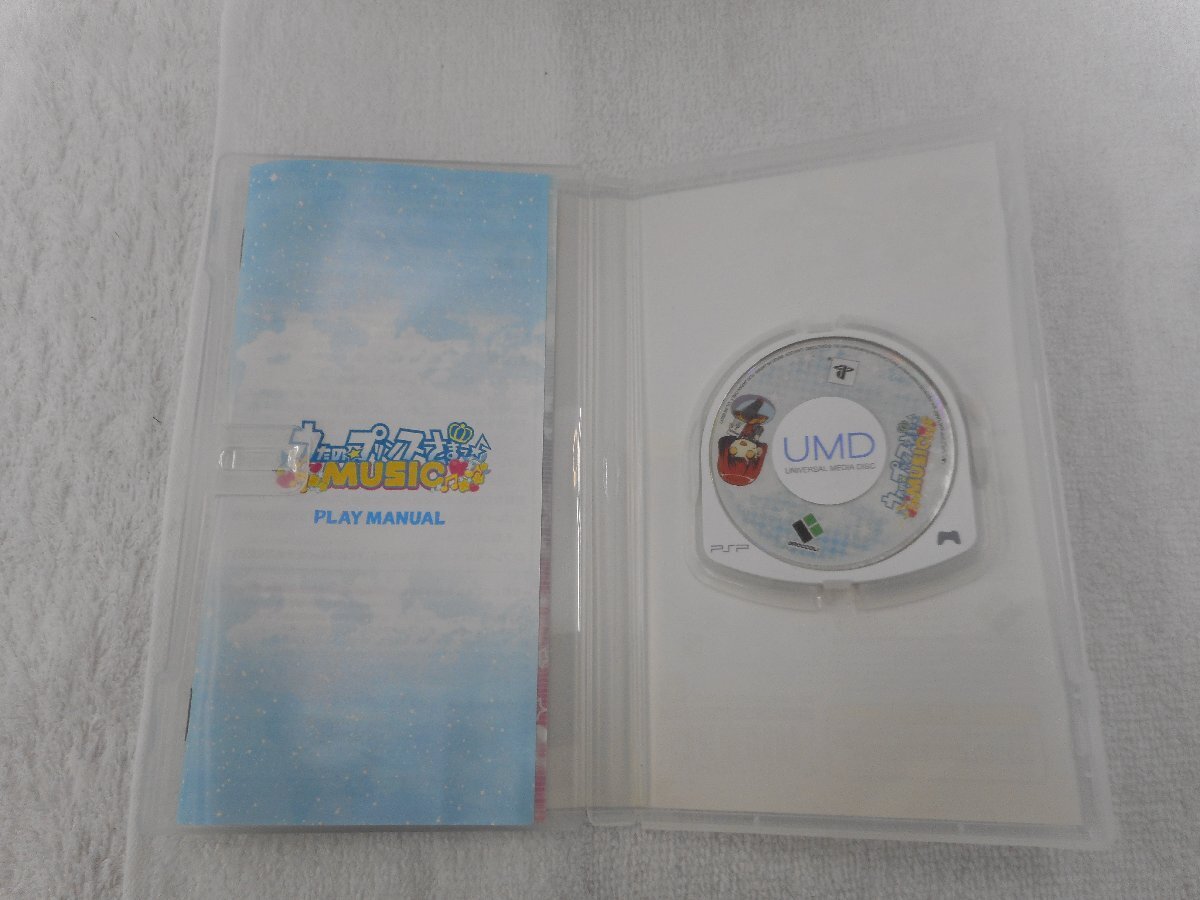 うたの☆プリンスさまっ♪
MUSIC
PLAY MANUAL
UMD
UNIVERSAL MEDIA DISC
うたの☆プリンスさまっ♪
MUSIC
BROCCOLI
PSP